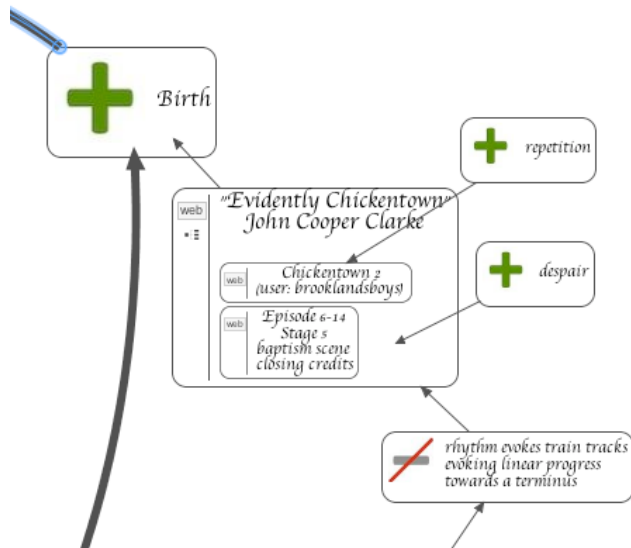 Birth
repetition
web
"Evidently Chickentown"
John Cooper Clarke
despair
web
Chickentown 2
(user: brooklandsboys)
web
Episode 6-14
Stage 5
baptism scene
closing credits
rhythm evokes train tracks
evoking linear progress
towards a terminus